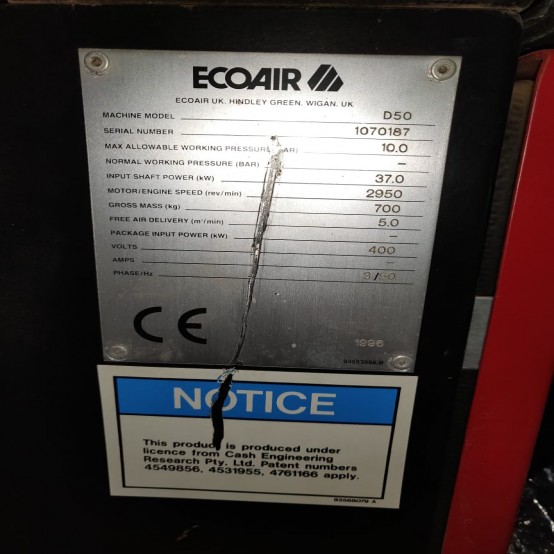 ECOAIR
ECOAIR UK, HINDLEY GREEN, WIGAN, UK
MACHINE MODEL D50
SERIAL NUMBER 1070187
MAX ALLOWABLE WORKING PRESSURE (BAR) 10.0
NORMAL WORKING PRESSURE (BAR) –
INPUT SHAFT POWER (kW) 37.0
MOTOR/ENGINE SPEED (rev/min) 2950
GROSS MASS (kg) 700
FREE AIR DELIVERY (m³/min) 5.0
PACKAGE INPUT POWER (kW) –
VOLTS 400
AMPS –
PHASE/Hz 3/50
CE
1996
NOTICE
This product is produced under
licence from Cash Engineering
Research Pty. Ltd. Patent numbers
4549856, 4531955, 4761166 apply.